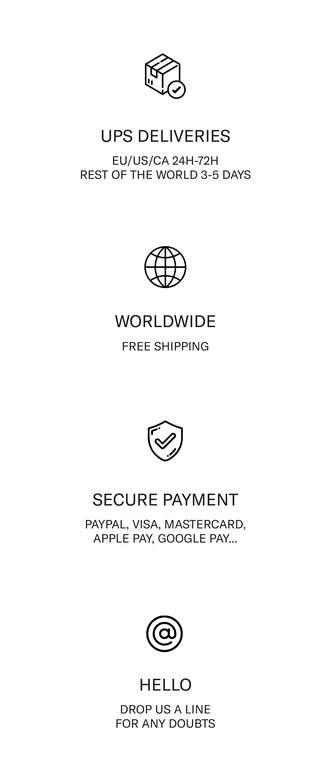 UPS DELIVERIES
EU/US/CA 24H-72H
REST OF THE WORLD 3-5 DAYS
WORLDWIDE
FREE SHIPPING
SECURE PAYMENT
PAYPAL, VISA, MASTERCARD,
APPLE PAY, GOOGLE PAY...
HELLO
DROP US A LINE
FOR ANY DOUBTS